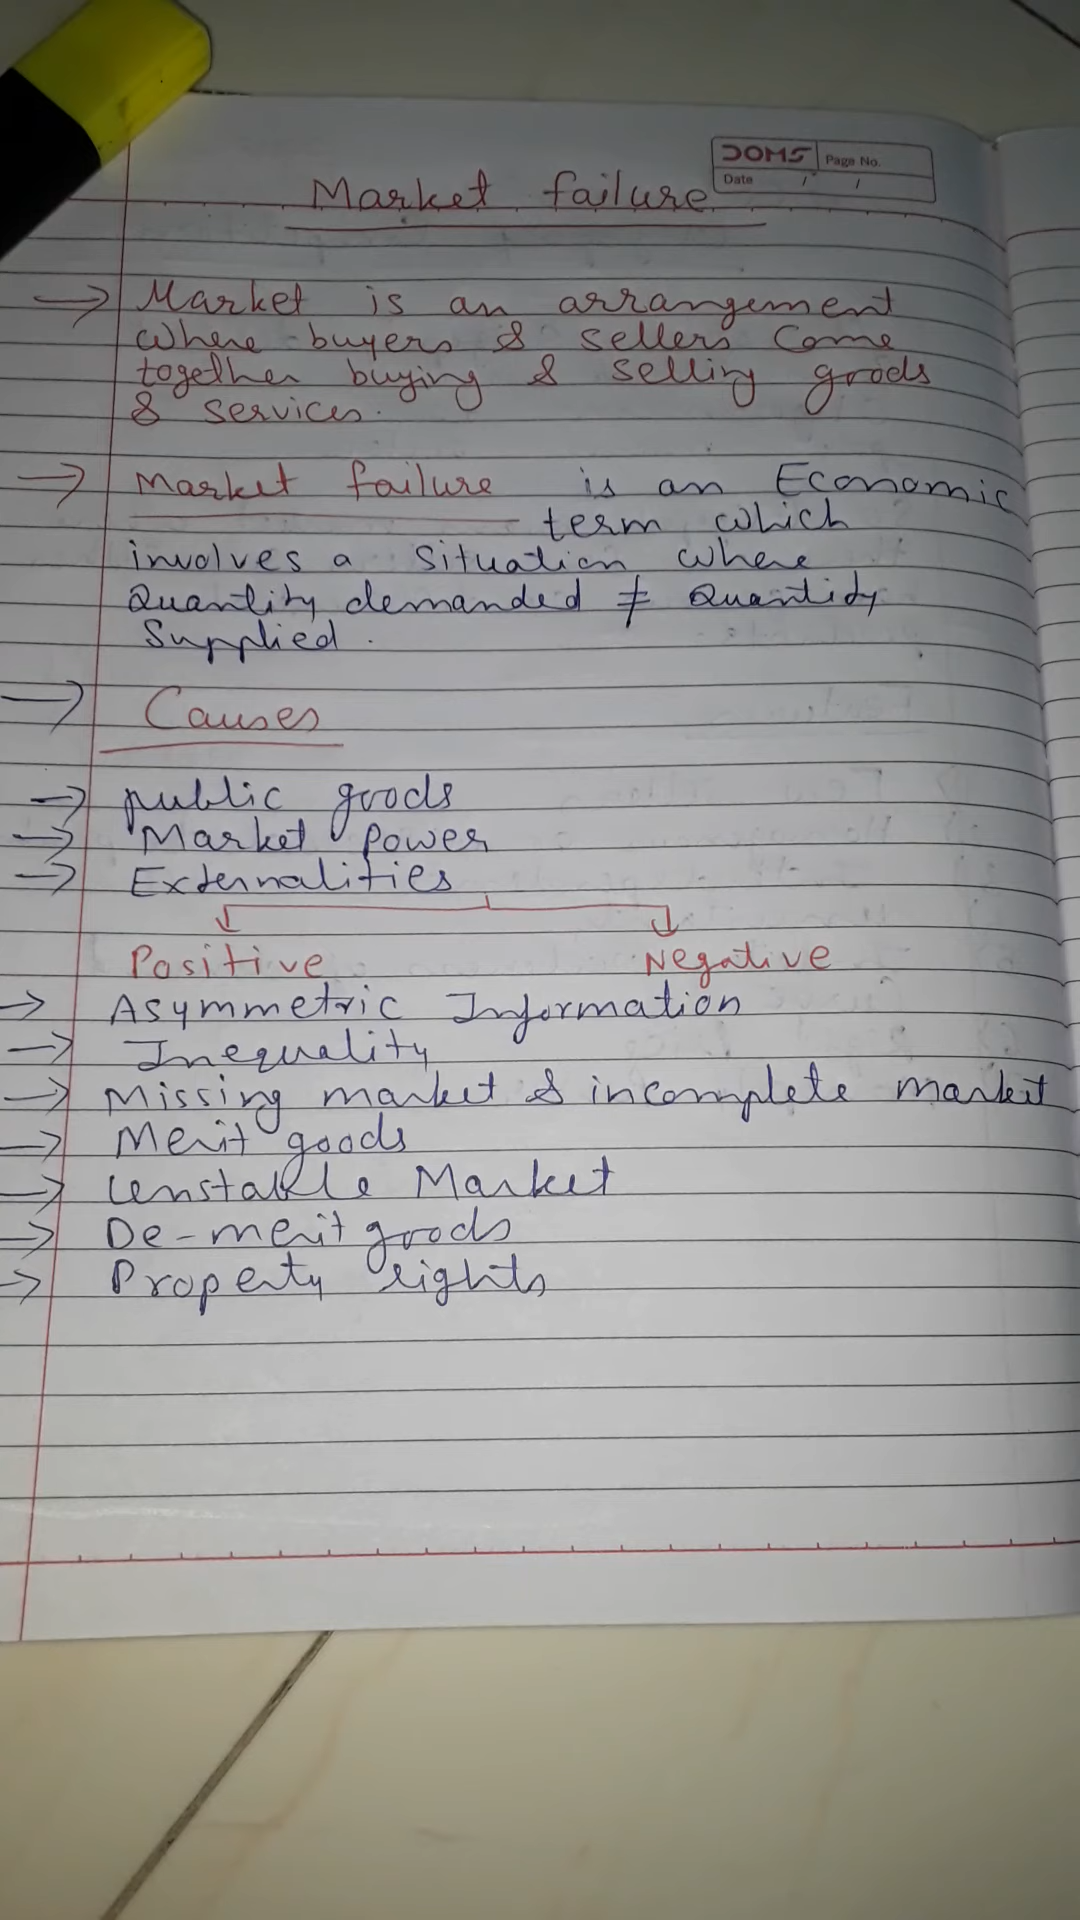 DOMS Page No.
Date / /
Market failure
→ Market is an arrangement
where buyers & sellers Come
together buying & selling goods
& services.
→ Market failure is an Economic
term which
involves a situation where
Quantity demanded ≠ Quantity
Supplied.
→ Causes
→ public goods
→ Market Power
→ Externalities
Positive Negative
→ Asymmetric Information
→ Inequality
→ Missing market & incomplete market
→ Merit goods
→ Unstable Market
→ De-merit goods
→ Property rights